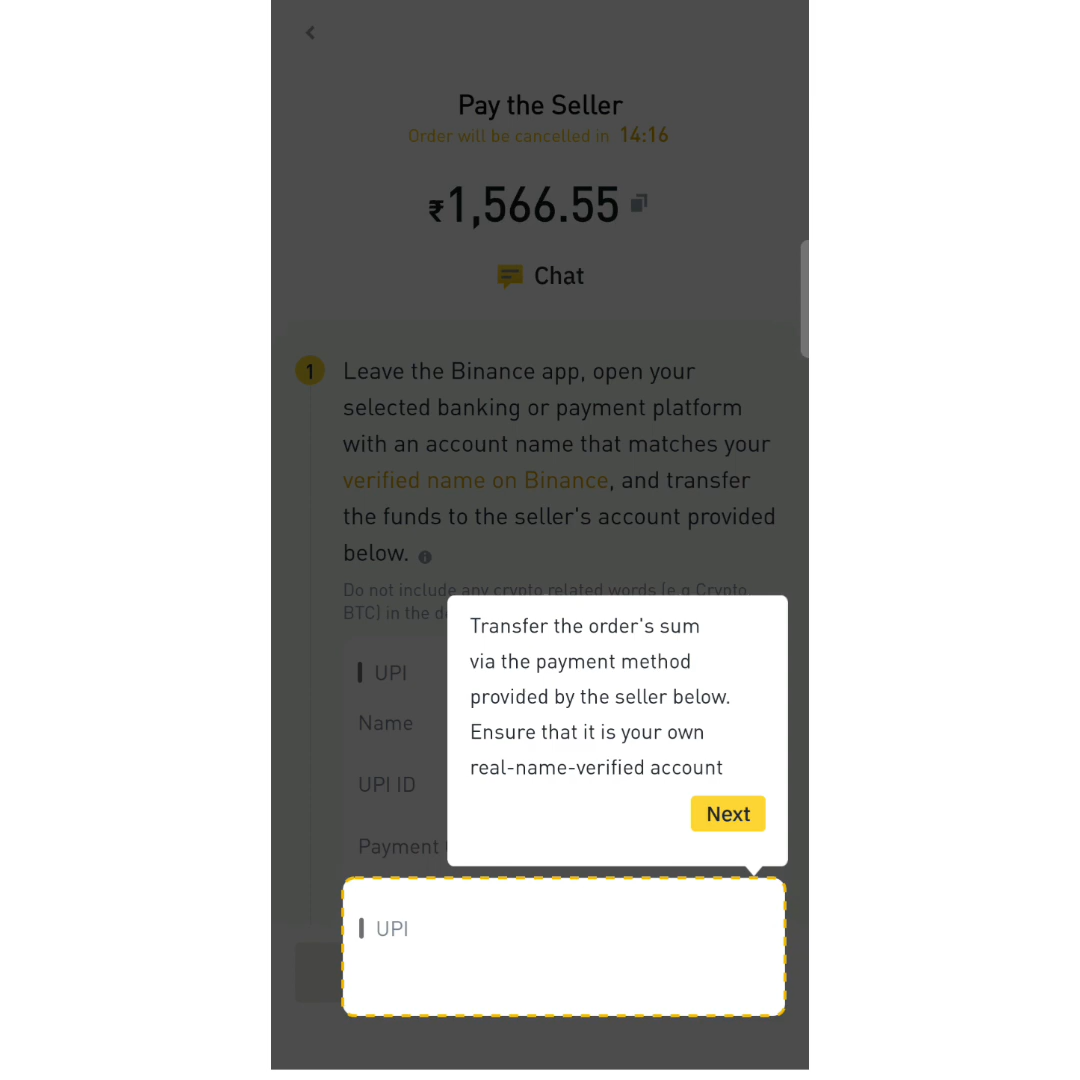 Pay the Seller
Order will be cancelled in 14:16
₹1,566.55
Chat
1
Leave the Binance app, open your
selected banking or payment platform
with an account name that matches your
verified name on Binance, and transfer
the funds to the seller's account provided
below.
Do not include any crypto related words (e.g Crypto
BTC) in the
Transfer the order's sum
via the payment method
provided by the seller below.
Ensure that it is your own
real-name-verified account
Next
UPI
Name
UPI ID
Payment
UPI